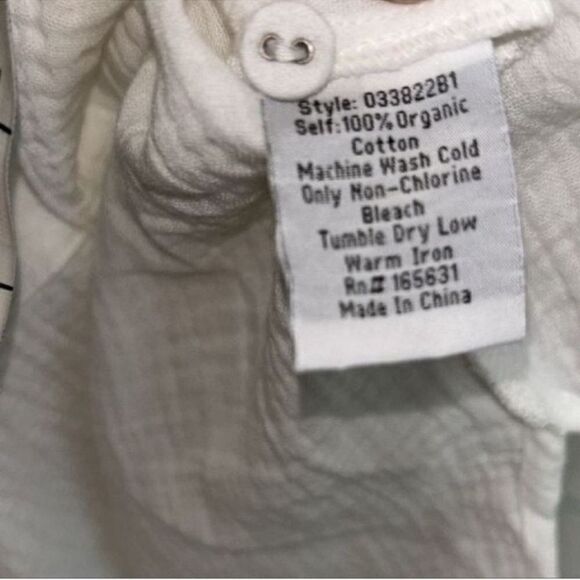 Style: 03382281
Self:100% Organic
Cotton
Machine Wash Cold
Only Non-Chlorine
Bleach
Tumble Dry Low
Warm Iron
Rn# 165631
Made In China